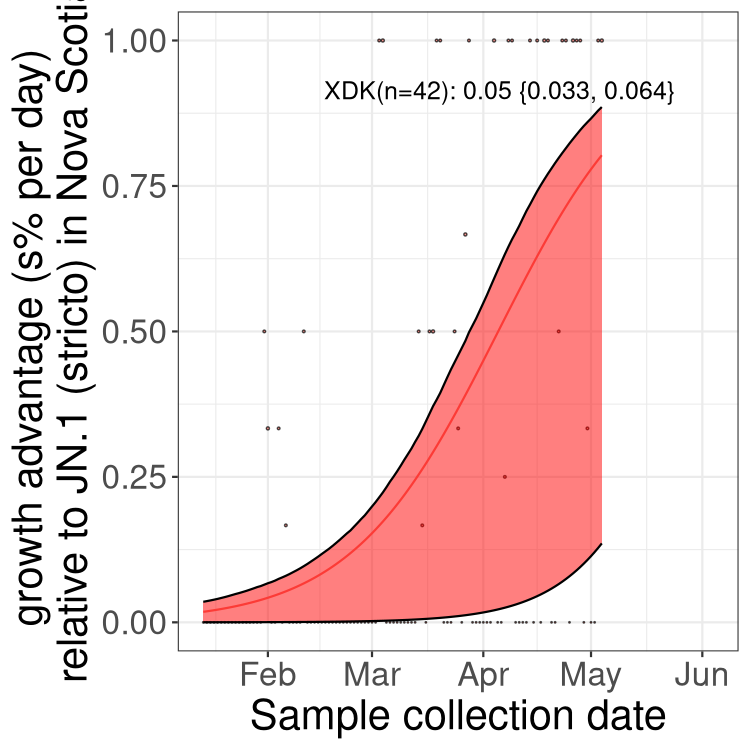 growth advantage (s% per day)
relative to JN.1 (stricto) in Nova Scotia
1.00
0.75
0.50
0.25
0.00
XDK(n=42): 0.05 {0.033, 0.064}
Feb Mar Apr May Jun
Sample collection date